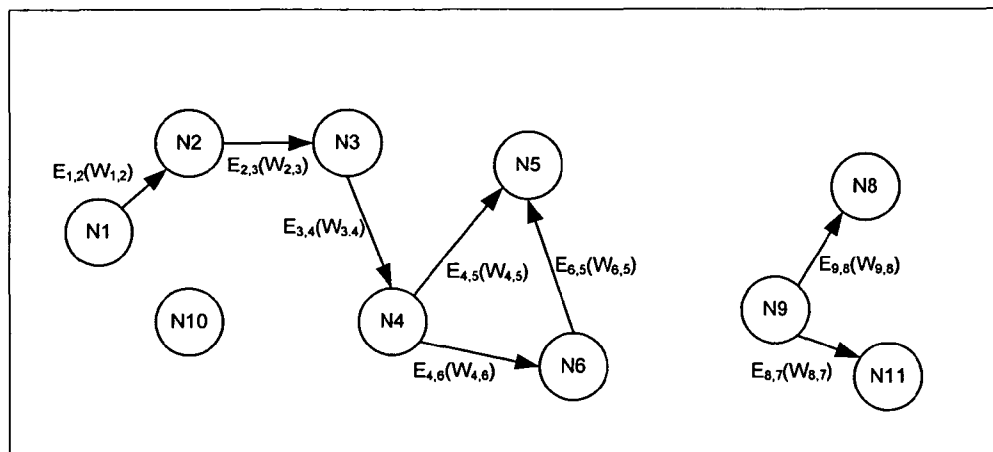 N2
N3
E1,2(W1,2)
E2,3(W2,3)
N5
N8
N1
E3,4(W3.4)
E4,5(W4,5)
E6,5(W6,5)
E9,8(W9,8)
N10
N4
N9
E4,6(W4,6)
N6
E8,7(W8,7)
N11